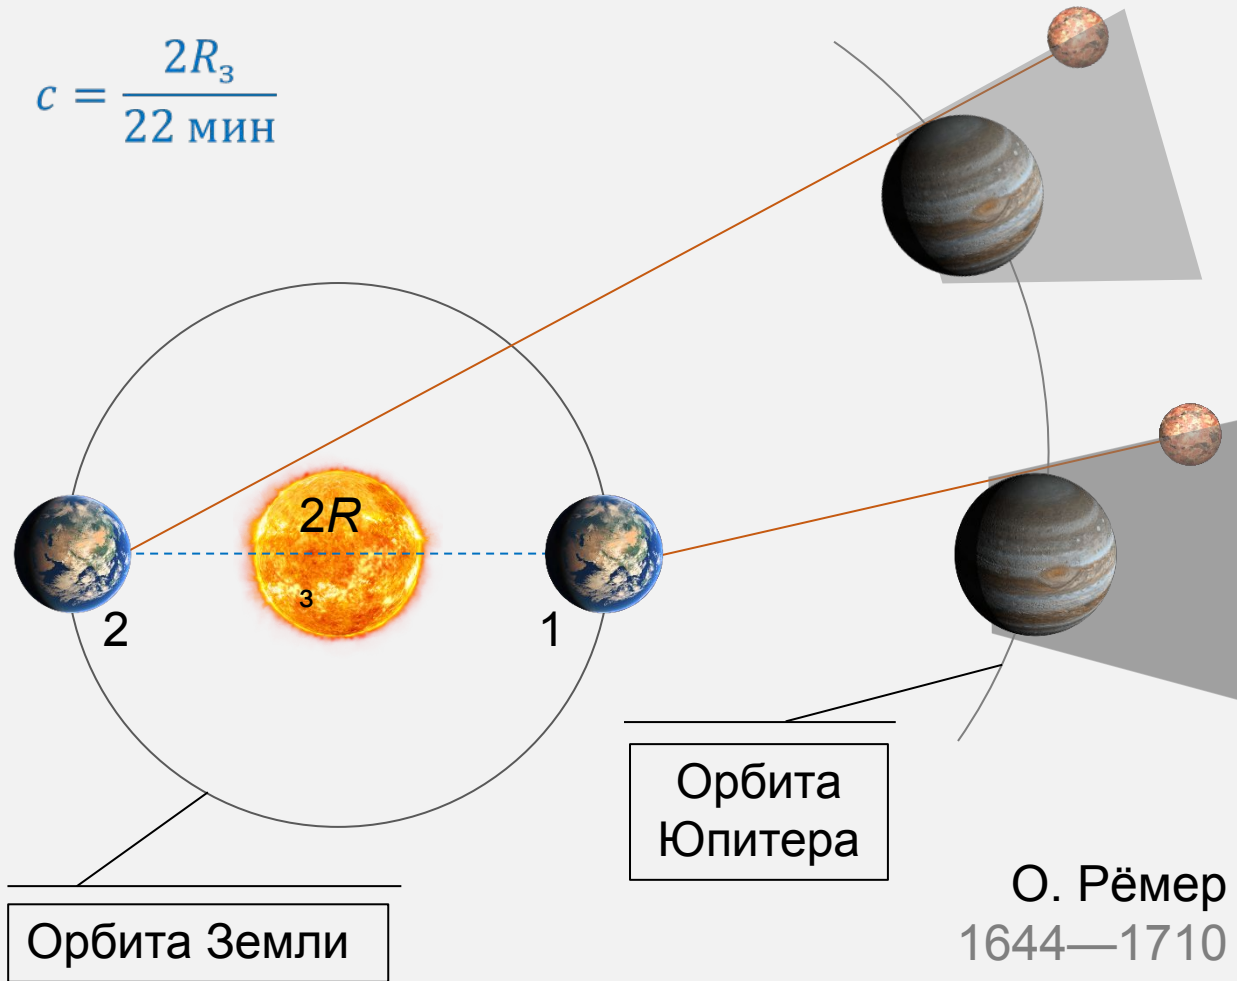 c = 2R₃ / 22 мин
2R
з
2
1
Орбита
Юпитера
Орбита Земли
О. Рёмер
1644—1710